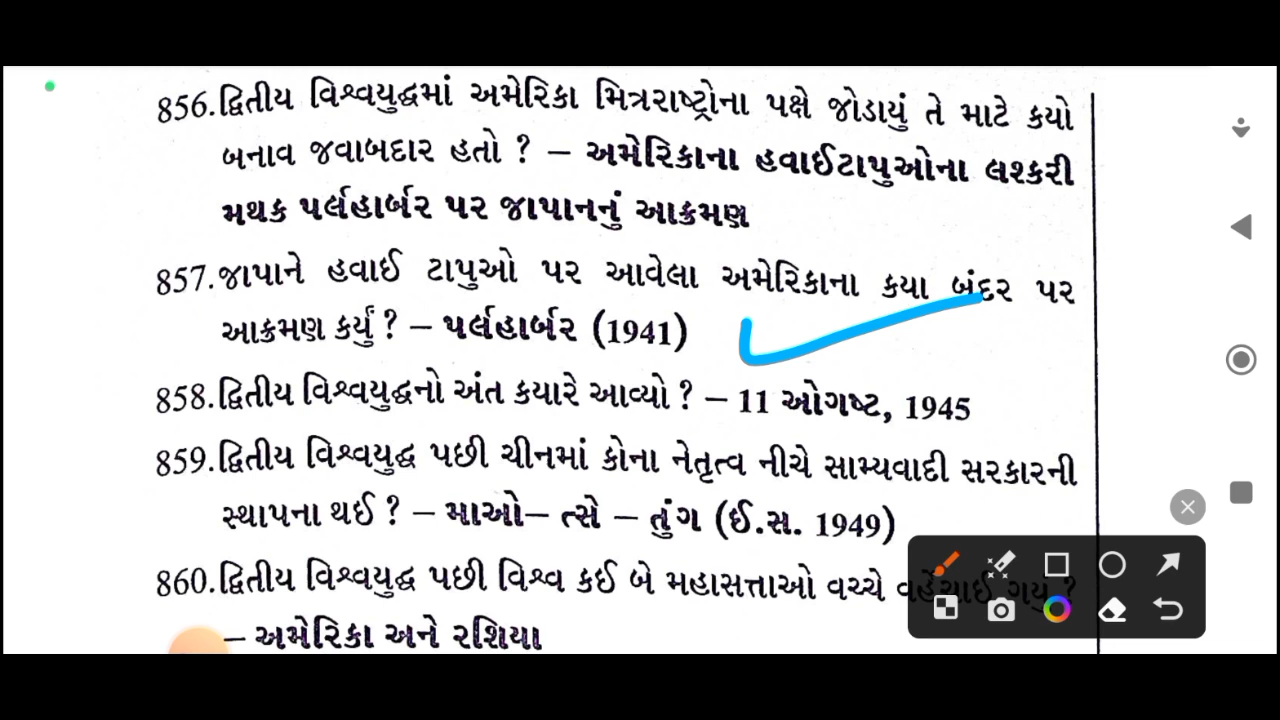 856.દ્વિતીય વિશ્વયુદ્ધમાં અમેરિકા મિત્રરાષ્ટ્રોના પક્ષે જોડાયું તે માટે કયો
બનાવ જવાબદાર હતો ? – અમેરિકાના હવાઈટાપુઓના લશ્કરી
મથક પર્લહાર્બર પર જાપાનનું આક્રમણ
857.જાપાને હવાઈ ટાપુઓ પર આવેલા અમેરિકાના કયા બંદર પર
આક્રમણ કર્યું ? – પર્લહાર્બર (1941)
858.દ્વિતીય વિશ્વયુદ્ધનો અંત કયારે આવ્યો ? – 11 ઓગષ્ટ, 1945
859.દ્વિતીય વિશ્વયુદ્ધ પછી ચીનમાં કોના નેતૃત્વ નીચે સામ્યવાદી સરકારની
સ્થાપના થઈ ? – માઓ– ત્સે – તુંગ (ઈ.સ. 1949)
860.દ્વિતીય વિશ્વયુદ્ધ પછી વિશ્વ કઈ બે મહાસત્તાઓ વચ્ચે વહેંચાઈ ગયું ?
– અમેરિકા અને રશિયા